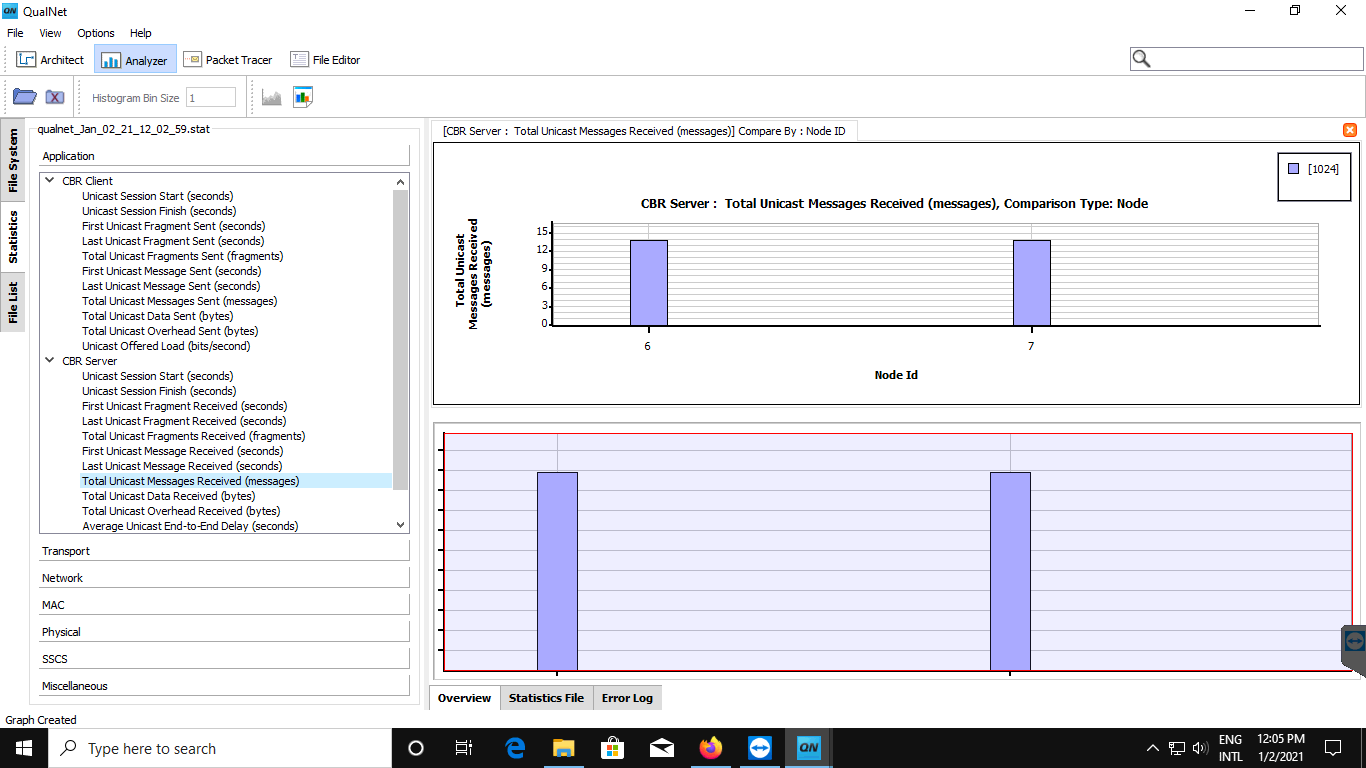 QN QualNet
File View Options Help
Architect Analyzer Packet Tracer File Editor
Histogram Bin Size 1
File System
Statistics
File List
qualnet_Jan_02_21_12_02_59.stat
Application
CBR Client
Unicast Session Start (seconds)
Unicast Session Finish (seconds)
First Unicast Fragment Sent (seconds)
Last Unicast Fragment Sent (seconds)
Total Unicast Fragments Sent (fragments)
First Unicast Message Sent (seconds)
Last Unicast Message Sent (seconds)
Total Unicast Messages Sent (messages)
Total Unicast Data Sent (bytes)
Total Unicast Overhead Sent (bytes)
Unicast Offered Load (bits/second)
CBR Server
Unicast Session Start (seconds)
Unicast Session Finish (seconds)
First Unicast Fragment Received (seconds)
Last Unicast Fragment Received (seconds)
Total Unicast Fragments Received (fragments)
First Unicast Message Received (seconds)
Last Unicast Message Received (seconds)
Total Unicast Messages Received (messages)
Total Unicast Data Received (bytes)
Total Unicast Overhead Received (bytes)
Average Unicast End-to-End Delay (seconds)
Transport
Network
MAC
Physical
SSCS
Miscellaneous
[CBR Server : Total Unicast Messages Received (messages)] Compare By : Node ID
[1024]
CBR Server : Total Unicast Messages Received (messages), Comparison Type: Node
Total Unicast
Messages Received
(messages)
15
12
9
6
3
0
6 7
Node Id
Overview Statistics File Error Log
Graph Created
Type here to search
QN
ENG
INTL
12:05 PM
1/2/2021